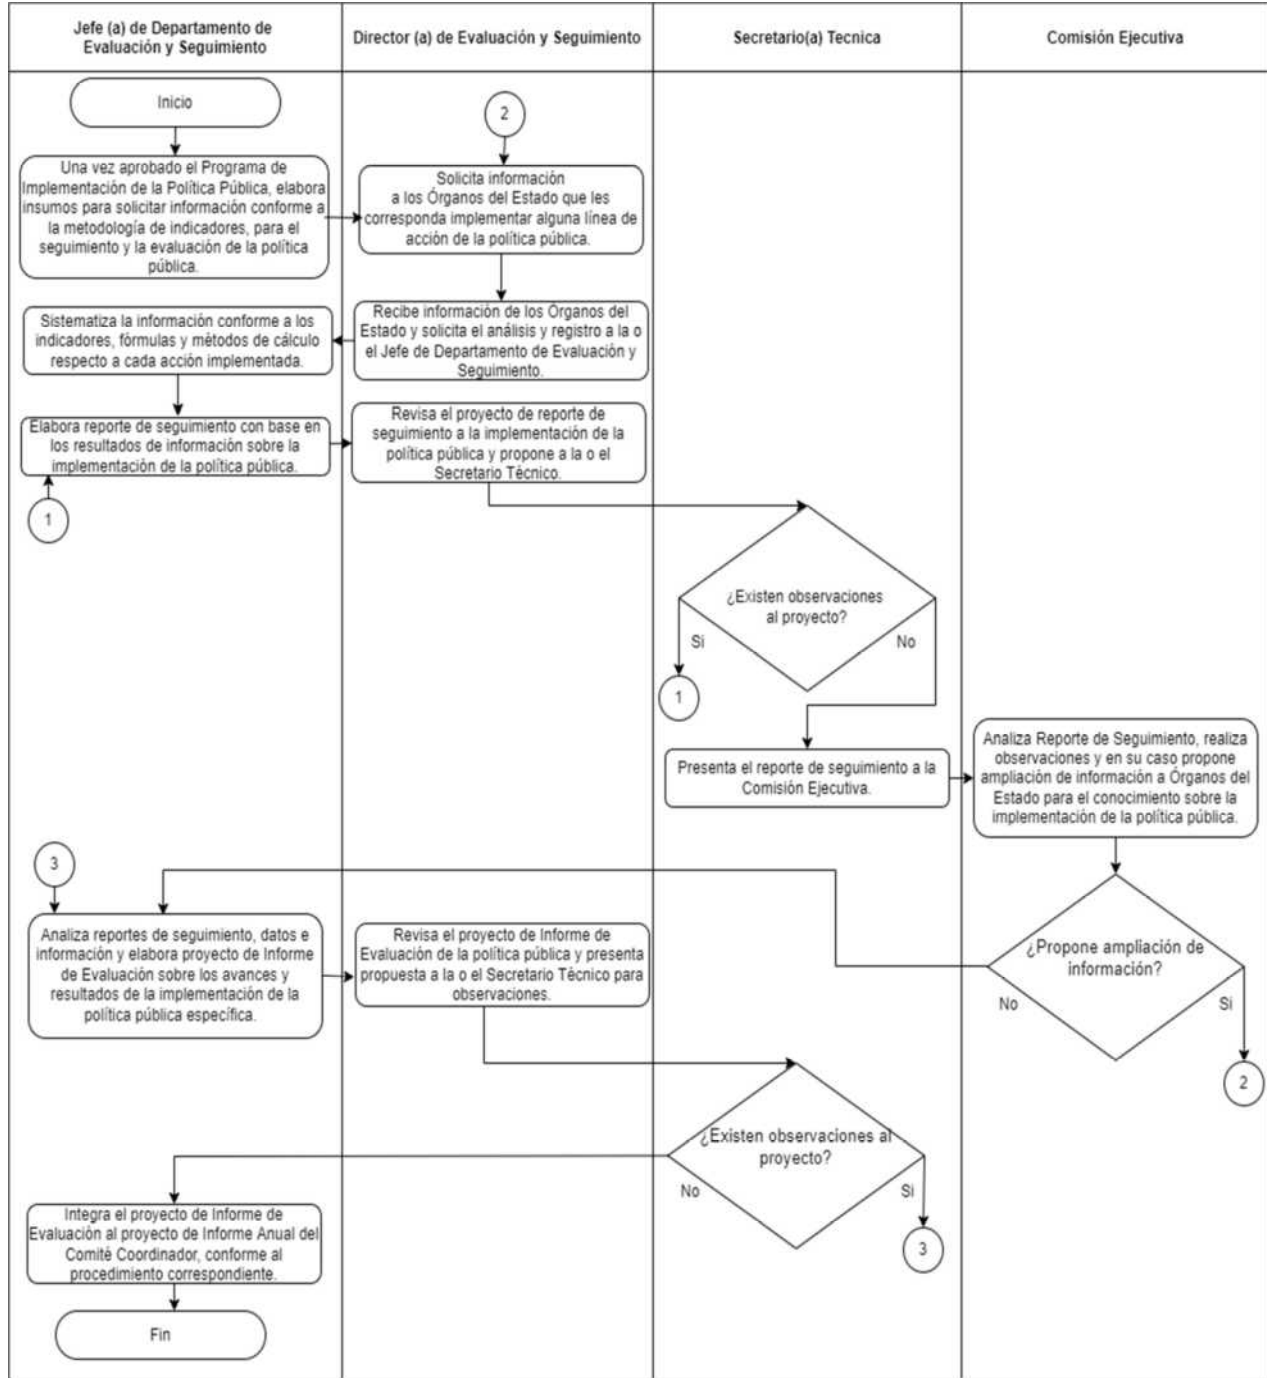 Jefe (a) de Departamento de
Evaluación y Seguimiento
Director (a) de Evaluación y Seguimiento
Secretario(a) Tecnica
Comisión Ejecutiva
Inicio
2
Una vez aprobado el Programa de
Implementación de la Política Pública, elabora
insumos para solicitar información conforme a
la metodología de indicadores, para el
seguimiento y la evaluación de la política
pública.
Solicita información
a los Órganos del Estado que les
corresponda implementar alguna línea de
acción de la política pública.
Recibe información de los Órganos del
Estado y solicita el análisis y registro a la o
el Jefe de Departamento de Evaluación y
Seguimiento.
Sistematiza la información conforme a los
indicadores, fórmulas y métodos de cálculo
respecto a cada acción implementada.
Elabora reporte de seguimiento con base en
los resultados de información sobre la
implementación de la política pública.
Revisa el proyecto de reporte de
seguimiento a la implementación de la
política pública y propone a la o el
Secretario Técnico.
1
¿Existen observaciones
al proyecto?
Si
No
1
Presenta el reporte de seguimiento a la
Comisión Ejecutiva.
Analiza Reporte de Seguimiento, realiza
observaciones y en su caso propone
ampliación de información a Órganos del
Estado para el conocimiento sobre la
implementación de la política pública.
¿Propone ampliación de
información?
No
Si
2
3
Analiza reportes de seguimiento, datos e
información y elabora proyecto de Informe
de Evaluación sobre los avances y
resultados de la implementación de la
política pública específica.
Revisa el proyecto de Informe de
Evaluación de la política pública y presenta
propuesta a la o el Secretario Técnico para
observaciones.
¿Existen observaciones al
proyecto?
No
Si
3
Integra el proyecto de Informe de
Evaluación al proyecto de Informe Anual del
Comité Coordinador, conforme al
procedimiento correspondiente.
Fin